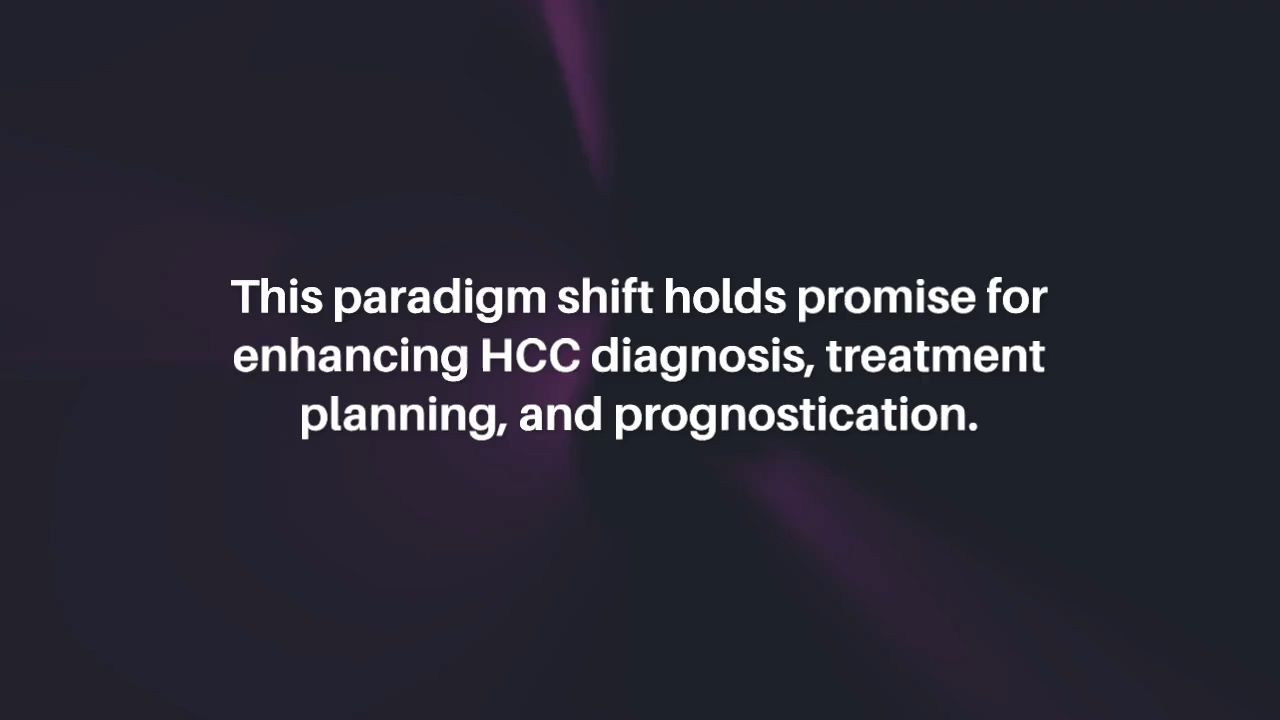 This paradigm shift holds promise for
enhancing HCC diagnosis, treatment
planning, and prognostication.